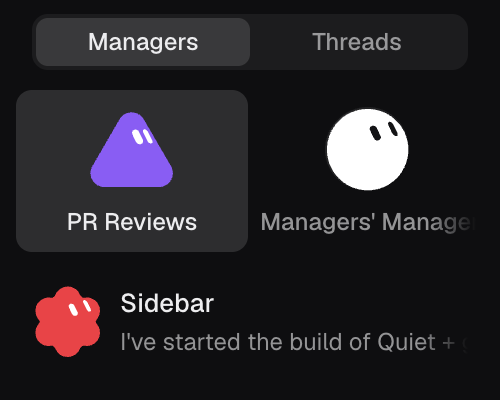 Managers
Threads
PR Reviews
Managers' Manage
Sidebar
I've started the build of Quiet +